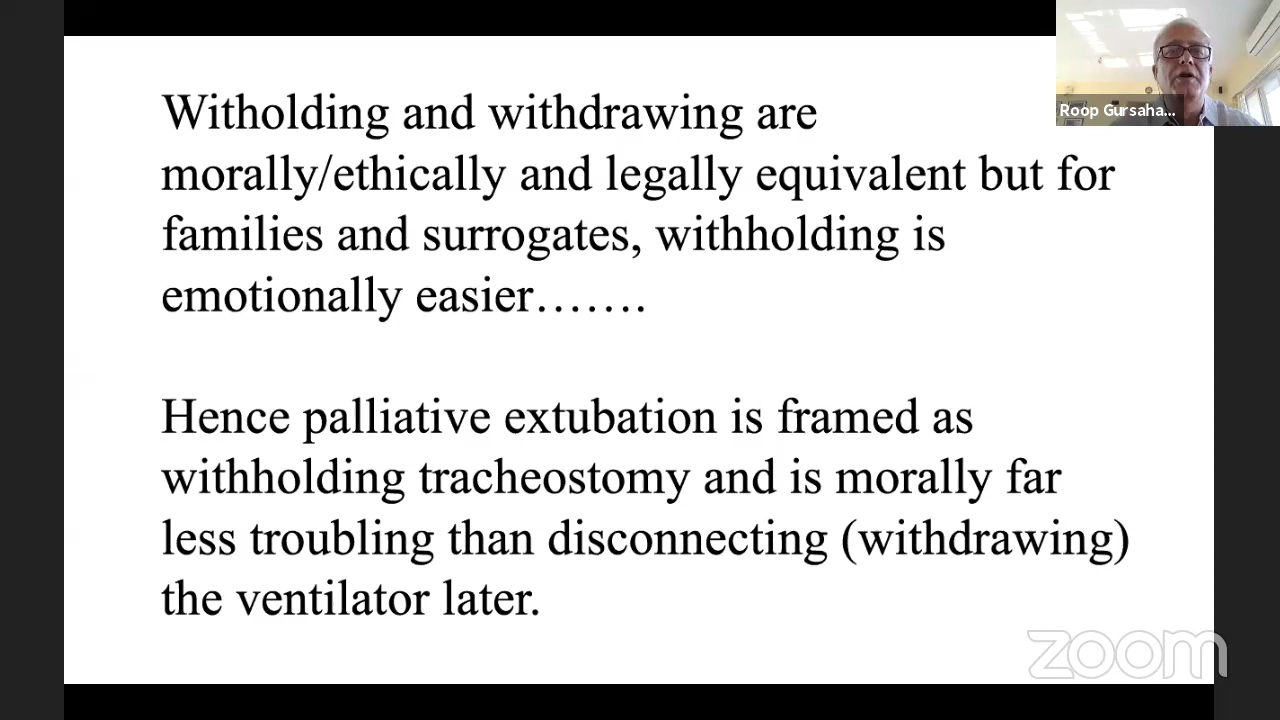 Witholding and withdrawing are
morally/ethically and legally equivalent but for
families and surrogates, withholding is
emotionally easier…….
Hence palliative extubation is framed as
withholding tracheostomy and is morally far
less troubling than disconnecting (withdrawing)
the ventilator later.
Roop Gursaha...
zoom